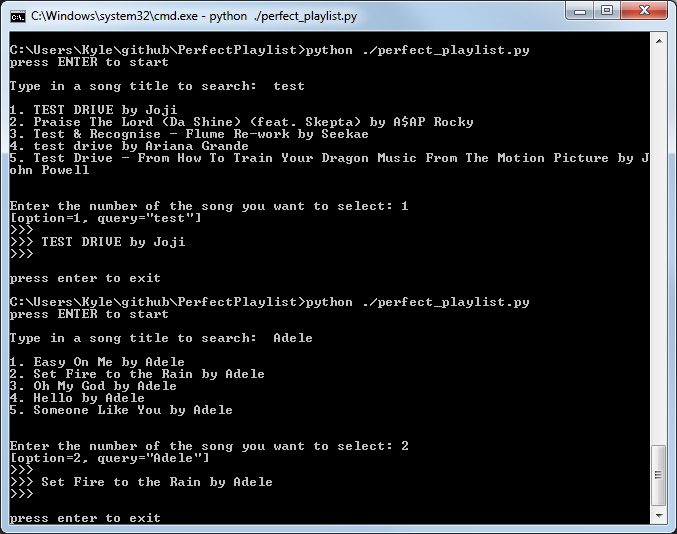 C:\Windows\system32\cmd.exe - python ./perfect_playlist.py
C:\Users\Kyle\github\PerfectPlaylist>python ./perfect_playlist.py
press ENTER to start
Type in a song title to search:  test
1. TEST DRIVE by Joji
2. Praise The Lord (Da Shine) (feat. Skepta) by A$AP Rocky
3. Test & Recognise - Flume Re-work by Seekae
4. test drive by Ariana Grande
5. Test Drive - From How To Train Your Dragon Music From The Motion Picture by J
ohn Powell
Enter the number of the song you want to select: 1
[option=1, query="test"]
>>>
>>> TEST DRIVE by Joji
>>>
press enter to exit
C:\Users\Kyle\github\PerfectPlaylist>python ./perfect_playlist.py
press ENTER to start
Type in a song title to search:  Adele
1. Easy On Me by Adele
2. Set Fire to the Rain by Adele
3. Oh My God by Adele
4. Hello by Adele
5. Someone Like You by Adele
Enter the number of the song you want to select: 2
[option=2, query="Adele"]
>>>
>>> Set Fire to the Rain by Adele
>>>
press enter to exit